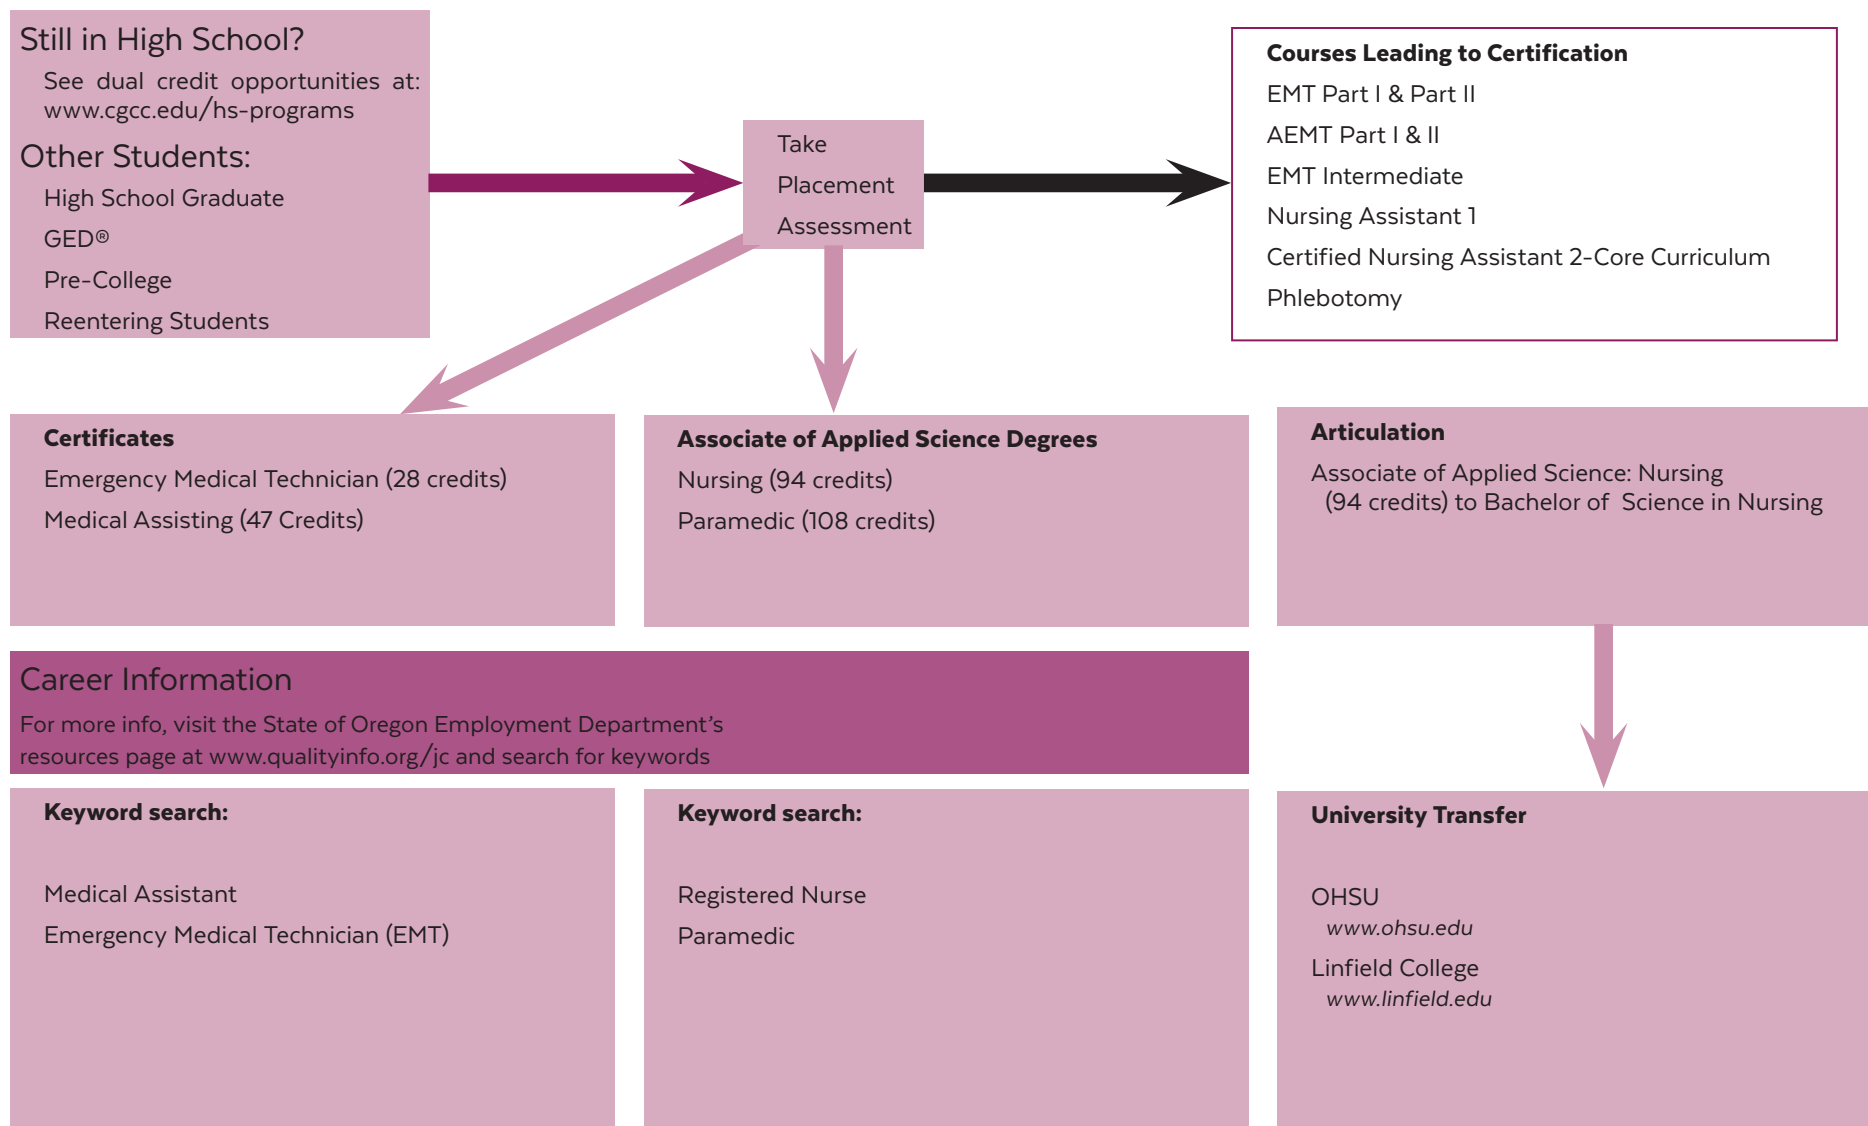 Still in High School?
See dual credit opportunities at:
www.cgcc.edu/hs-programs
Other Students:
High School Graduate
GED®
Pre-College
Reentering Students
Take
Placement
Assessment
Courses Leading to Certification
EMT Part I & Part II
AEMT Part I & II
EMT Intermediate
Nursing Assistant 1
Certified Nursing Assistant 2-Core Curriculum
Phlebotomy
Certificates
Emergency Medical Technician (28 credits)
Medical Assisting (47 Credits)
Associate of Applied Science Degrees
Nursing (94 credits)
Paramedic (108 credits)
Articulation
Associate of Applied Science: Nursing
(94 credits) to Bachelor of Science in Nursing
Career Information
For more info, visit the State of Oregon Employment Department's
resources page at www.qualityinfo.org/jc and search for keywords
Keyword search:
Medical Assistant
Emergency Medical Technician (EMT)
Keyword search:
Registered Nurse
Paramedic
University Transfer
OHSU
www.ohsu.edu
Linfield College
www.linfield.edu